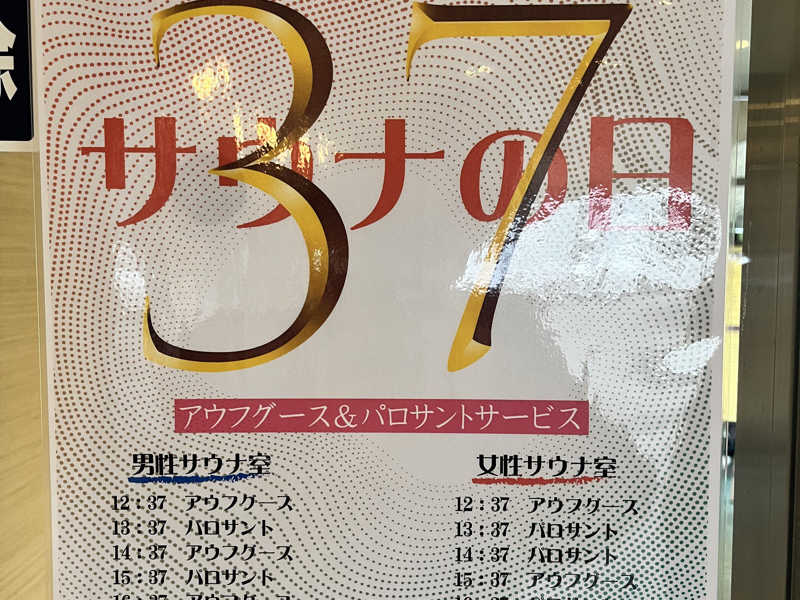 37
サウナの日
アウフグース&パロサントサービス
男性サウナ室
12:37 アウフグース
13:37 パロサント
14:37 アウフグース
15:37 パロサント
女性サウナ室
12:37 アウフグース
13:37 パロサント
14:37 パロサント
15:37 アウフグース